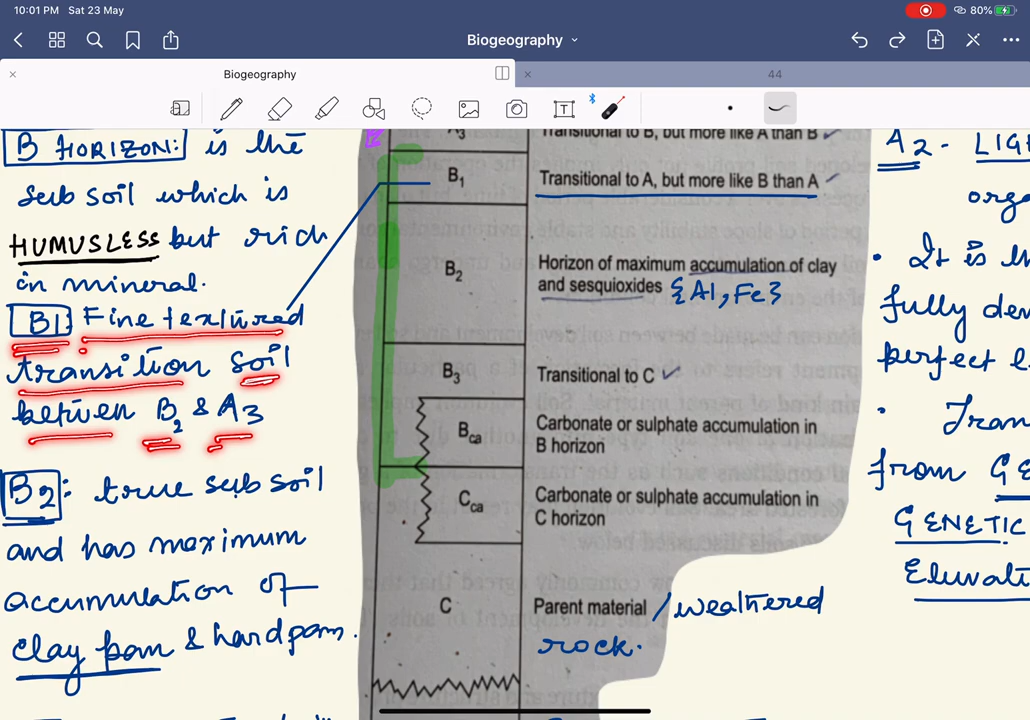 10:01 PM Sat 23 May
80%
Biogeography
Biogeography
44
B HORIZON: is the
sub soil which is
HUMUSLESS but rich
in mineral.
B1) Fine textured
transition soil
between B2 & A3
B2: true subsoil
and has maximum
accumulation of
clay pan & hardpan.
Transitional to B, but more like A than B
B1 Transitional to A, but more like B than A
B2 Horizon of maximum accumulation of clay
and sesquioxides {Al, Fe}
B3 Transitional to C
Bca Carbonate or sulphate accumulation in
B horizon
Cca Carbonate or sulphate accumulation in
C horizon
C Parent material / weathered
rock.
A2 - LIG
orga
• It is th
fully dev
perfect
• Tran
from GE
GENETIC
Eluvati